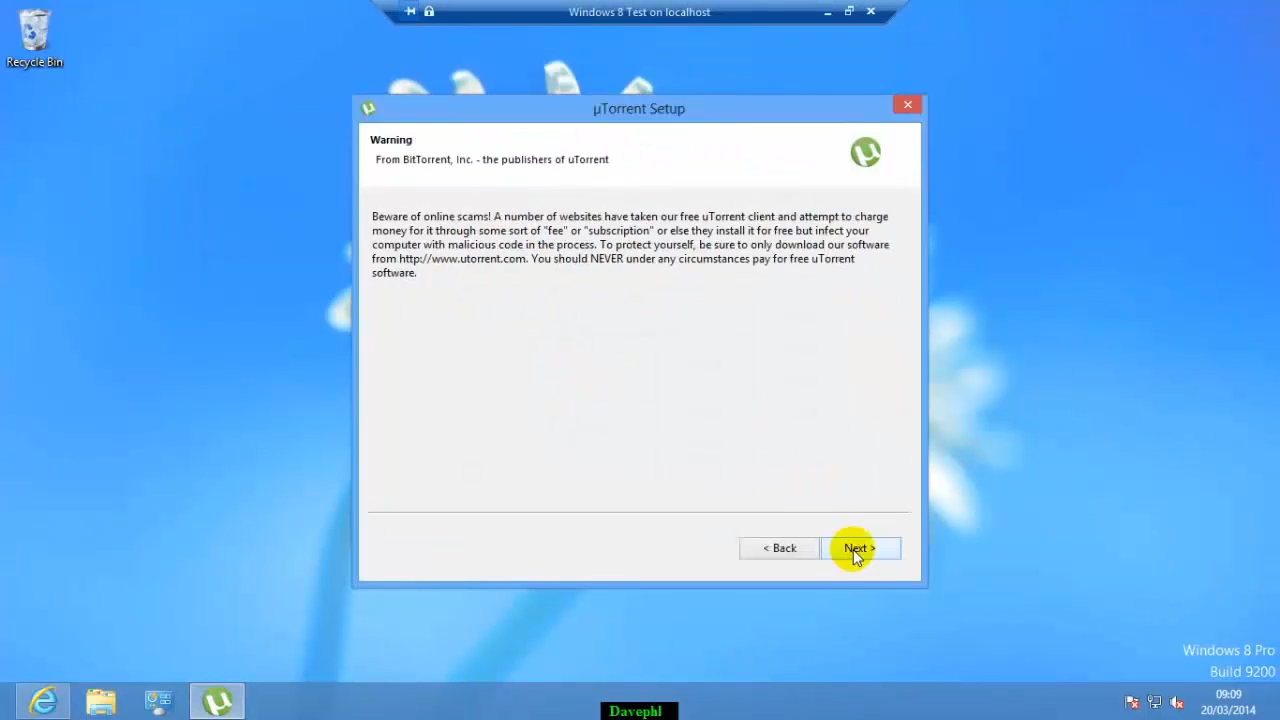 Windows 8 Test on localhost
Recycle Bin
µTorrent Setup
Warning
From BitTorrent, Inc. - the publishers of uTorrent
Beware of online scams! A number of websites have taken our free uTorrent client and attempt to charge
money for it through some sort of "fee" or "subscription" or else they install it for free but infect your
computer with malicious code in the process. To protect yourself, be sure to only download our software
from http://www.utorrent.com. You should NEVER under any circumstances pay for free uTorrent
software.
< Back
Next >
Windows 8 Pro
Build 9200
09:09
20/03/2014
Davephl